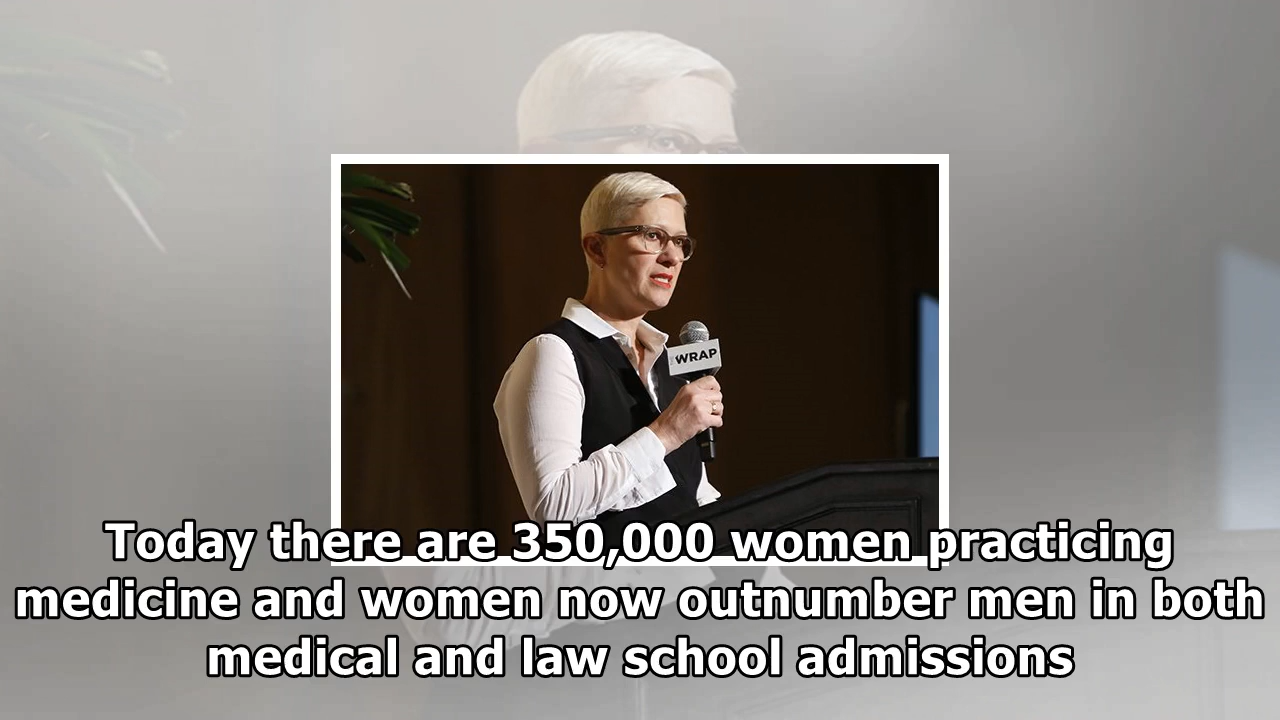 WRAP
Today there are 350,000 women practicing
medicine and women now outnumber men in both
medical and law school admissions